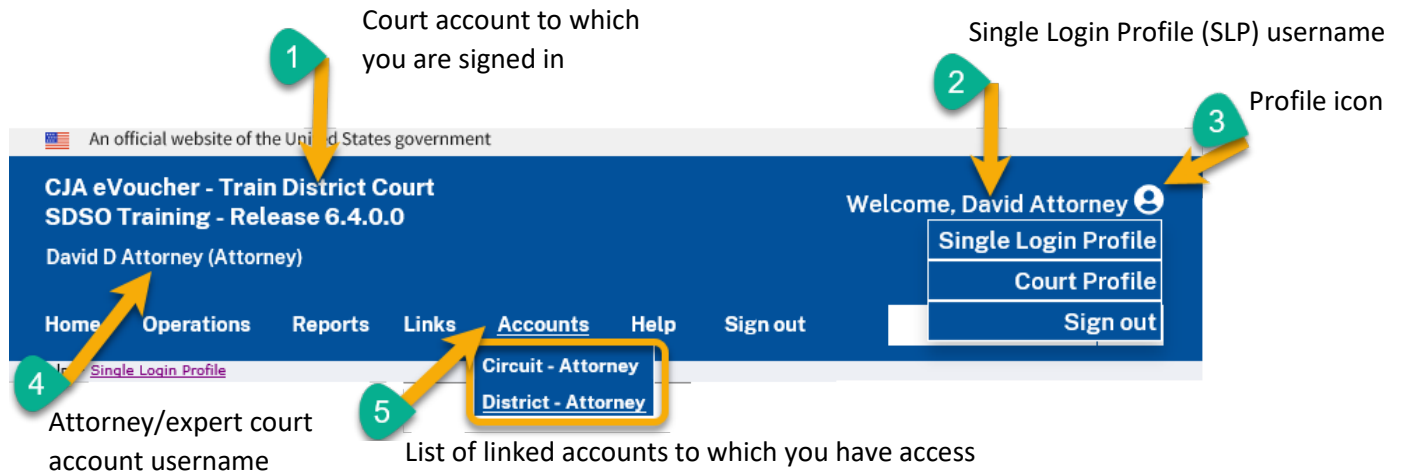 Court account to which
you are signed in
1
Single Login Profile (SLP) username
2
Profile icon
3
An official website of the United States government
CJA eVoucher - Train District Court
SDSO Training - Release 6.4.0.0
David D Attorney (Attorney)
Welcome, David Attorney
Single Login Profile
Court Profile
Sign out
Home Operations Reports Links Accounts Help Sign out
Circuit - Attorney
District - Attorney
Single Login Profile
4
Attorney/expert court
account username
5
List of linked accounts to which you have access